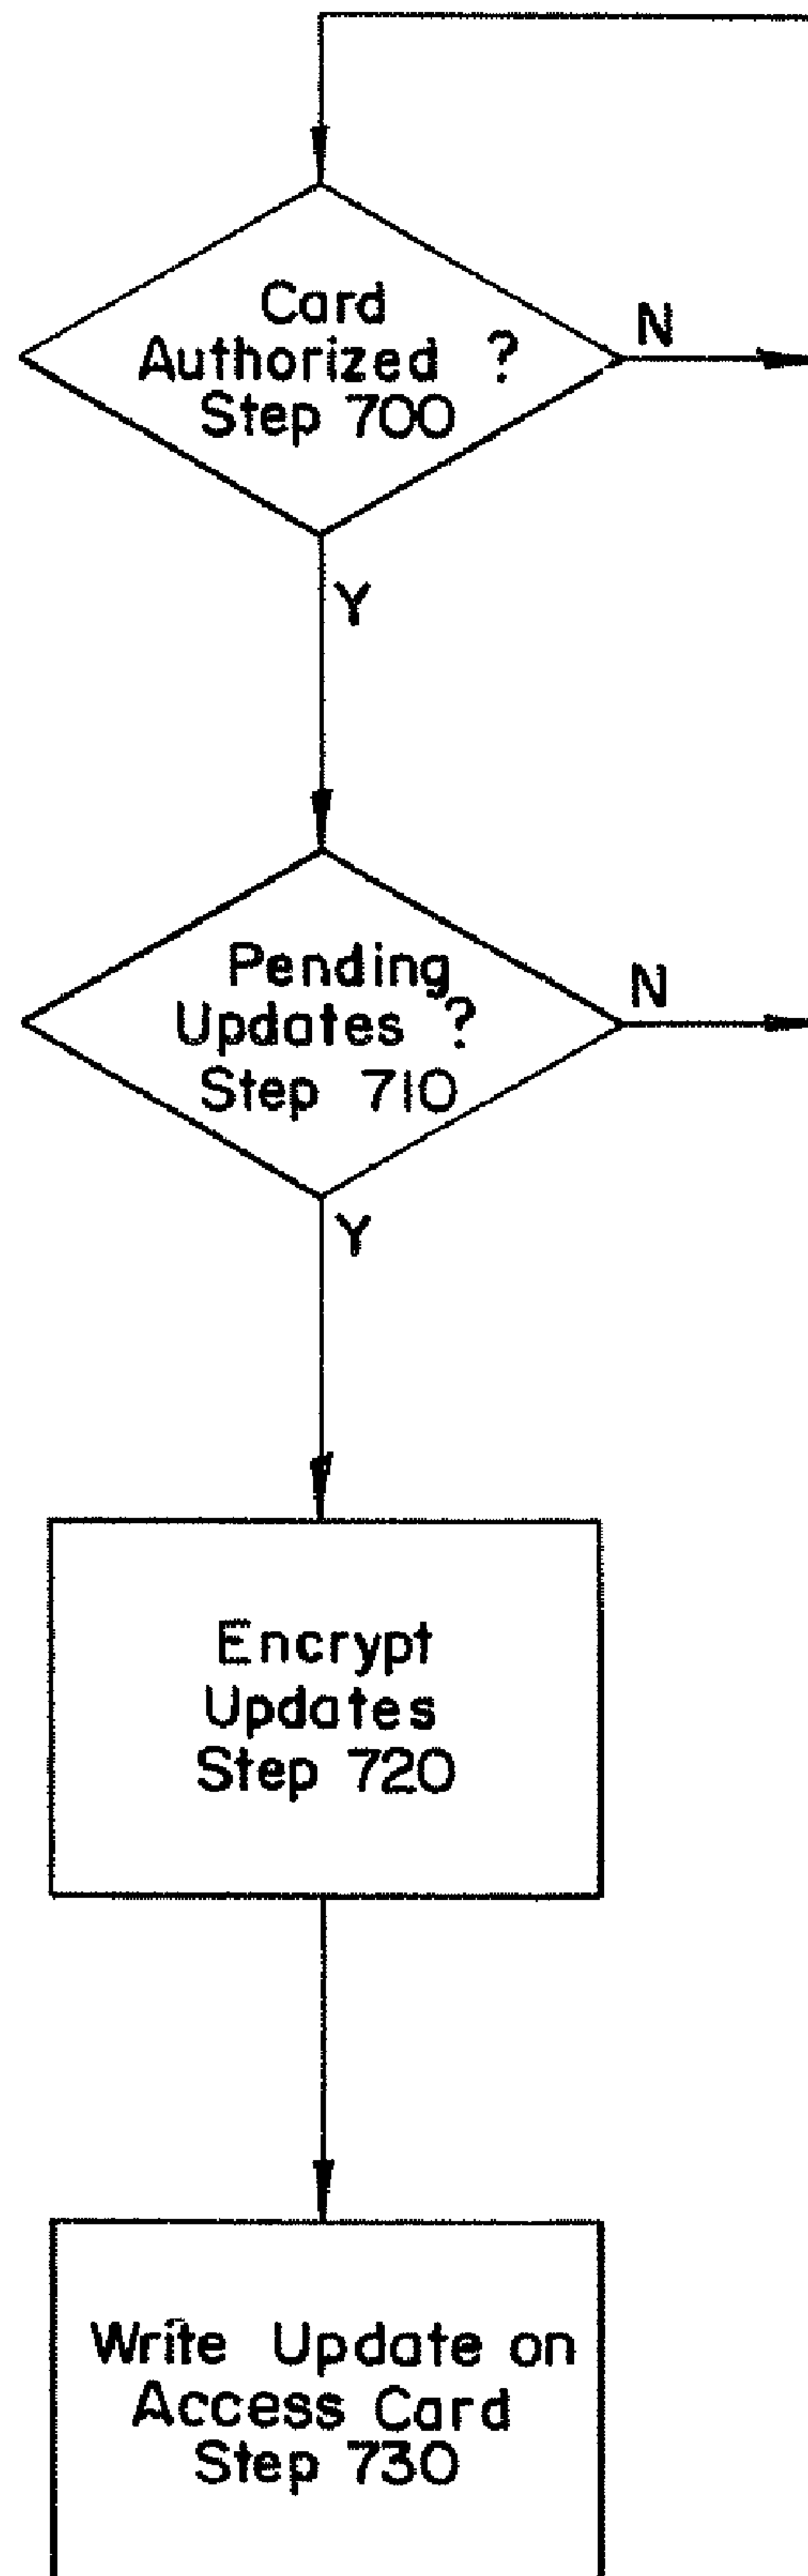 Card
Authorized ?
Step 700
N
Y
Pending
Updates ?
Step 710
N
Y
Encrypt
Updates
Step 720
Write Update on
Access Card
Step 730